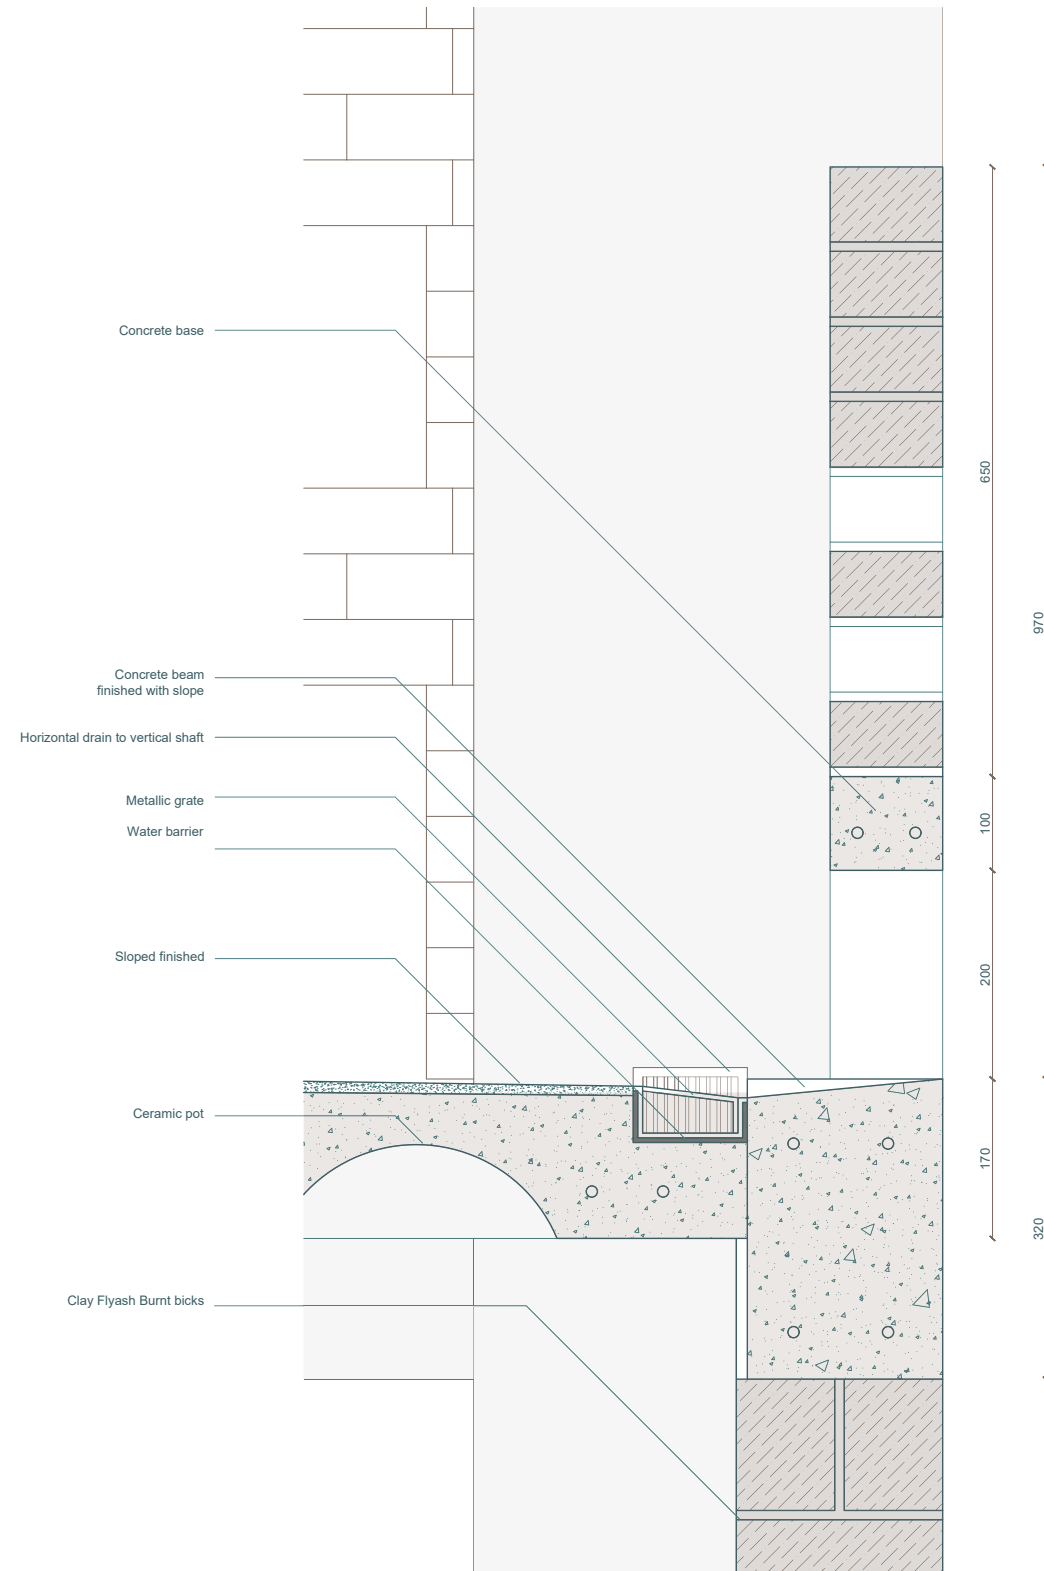 Concrete base
650
970
Concrete beam
finished with slope
Horizontal drain to vertical shaft
Metallic grate
100
Water barrier
Sloped finished
200
Ceramic pot
170
320
Clay Flyash Burnt bicks